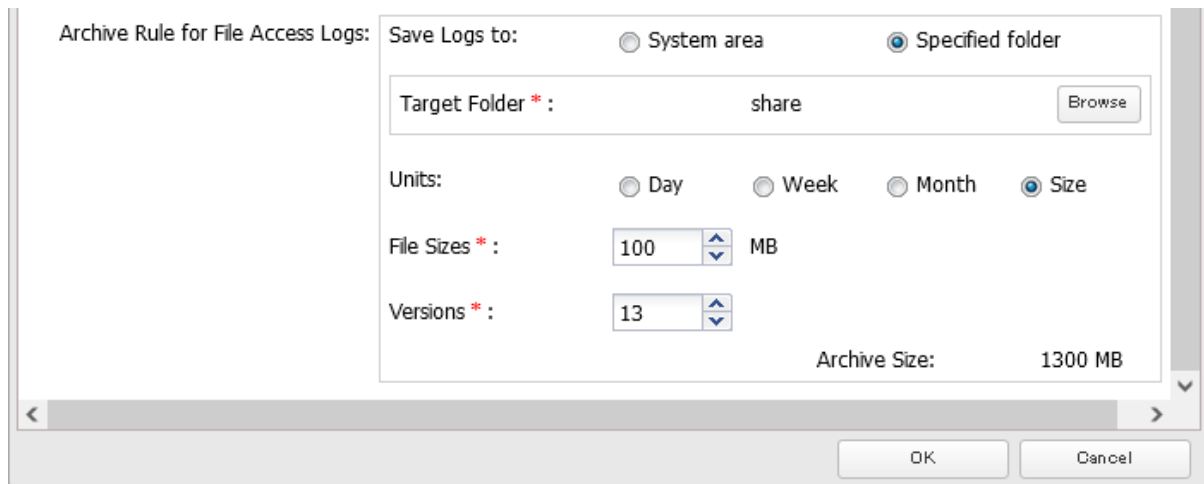 Archive Rule for File Access Logs: Save Logs to: System area Specified folder
Target Folder * : share Browse
Units: Day Week Month Size
File Sizes * : 100 MB
Versions * : 13
Archive Size: 1300 MB
OK Cancel